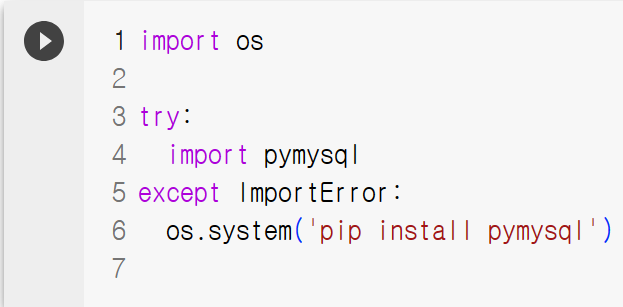 1 import os
2
3 try:
4   import pymysql
5 except ImportError:
6   os.system('pip install pymysql')
7